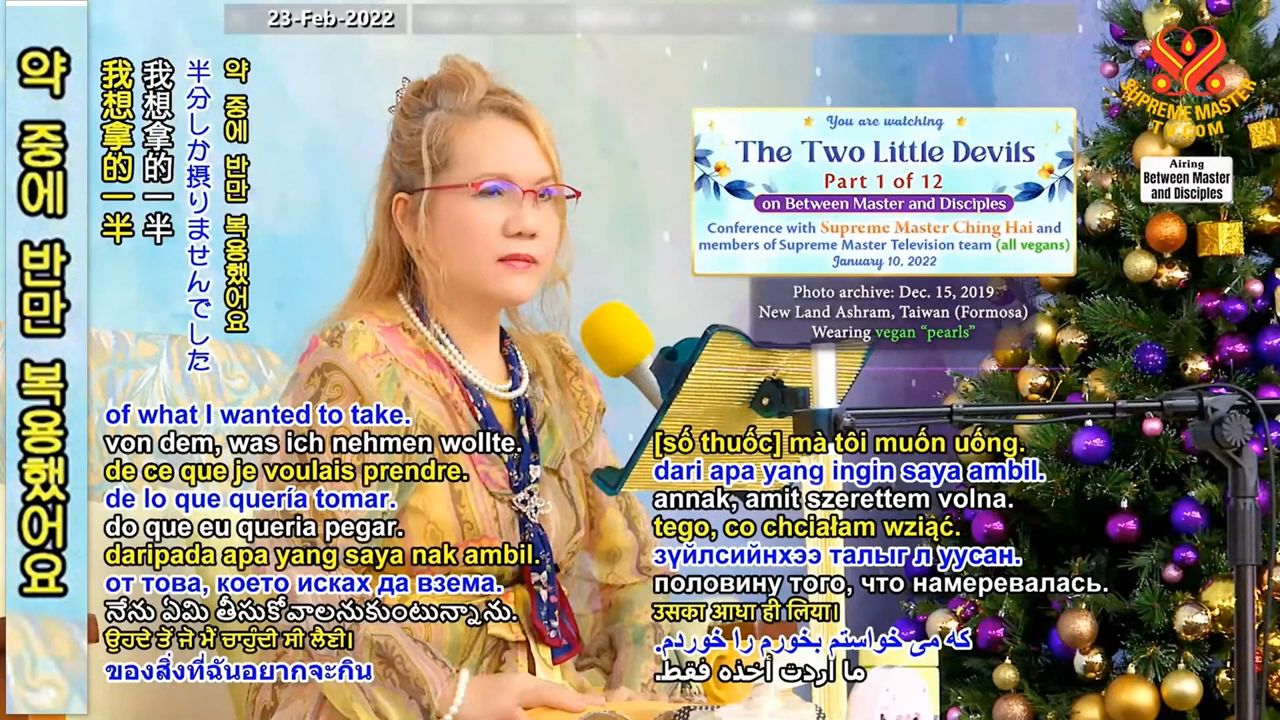 23-Feb-2022
약 중에 반만 복용했어요
我想拿的一半
我想拿的一半
半分しか摂りませんでした
약 중에 반만 복용했어요
You are watching
The Two Little Devils
Part 1 of 12
on Between Master and Disciples
Conference with Supreme Master Ching Hai and
members of Supreme Master Television team (all vegans)
January 10, 2022
Photo archive: Dec. 15, 2019
New Land Ashram, Taiwan (Formosa)
Wearing vegan “pearls”
SUPREME MASTER
TV.COM
Airing
Between Master
and Disciples
of what I wanted to take.
von dem, was ich nehmen wollte.
de ce que je voulais prendre.
de lo que quería tomar.
do que eu queria pegar.
daripada apa yang saya nak ambil.
от това, което исках да взема.
నేను ఏమి తీసుకోవాలనుకుంటున్నాను.
ਉਹਦੇ ਤੋਂ ਜੋ ਮੈਂ ਚਾਹੁੰਦੀ ਸੀ ਲੈਣੀ।
ของสิ่งที่ฉันอยากจะกิน
[số thuốc] mà tôi muốn uống.
dari apa yang ingin saya ambil.
annak, amit szerettem volna.
tego, co chciałam wziąć.
зүйлсийнхээ талыг л уусан.
половину того, что намеревалась.
उसका आधा ही लिया।
که می خواستم بخورم را خوردم.
ما أردت أخذه فقط.